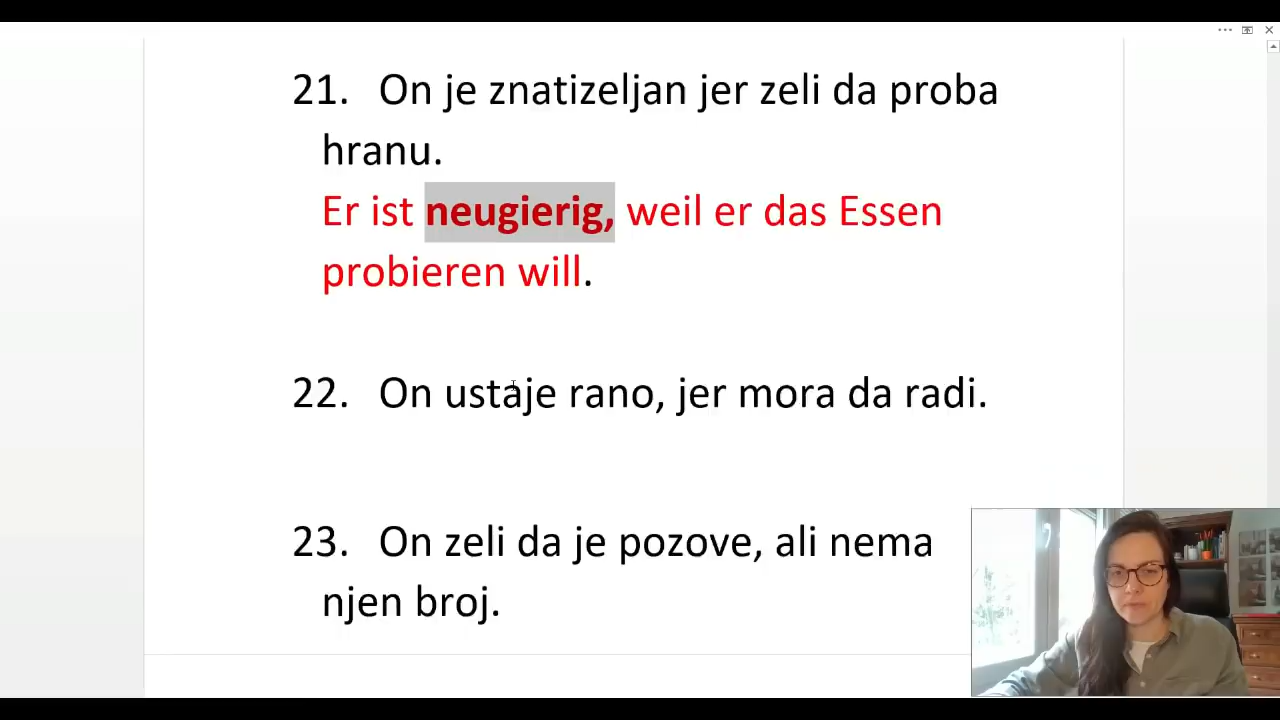 21. On je znatizeljan jer zeli da proba
hranu.
Er ist neugierig, weil er das Essen
probieren will.
22. On ustaje rano, jer mora da radi.
23. On zeli da je pozove, ali nema
njen broj.